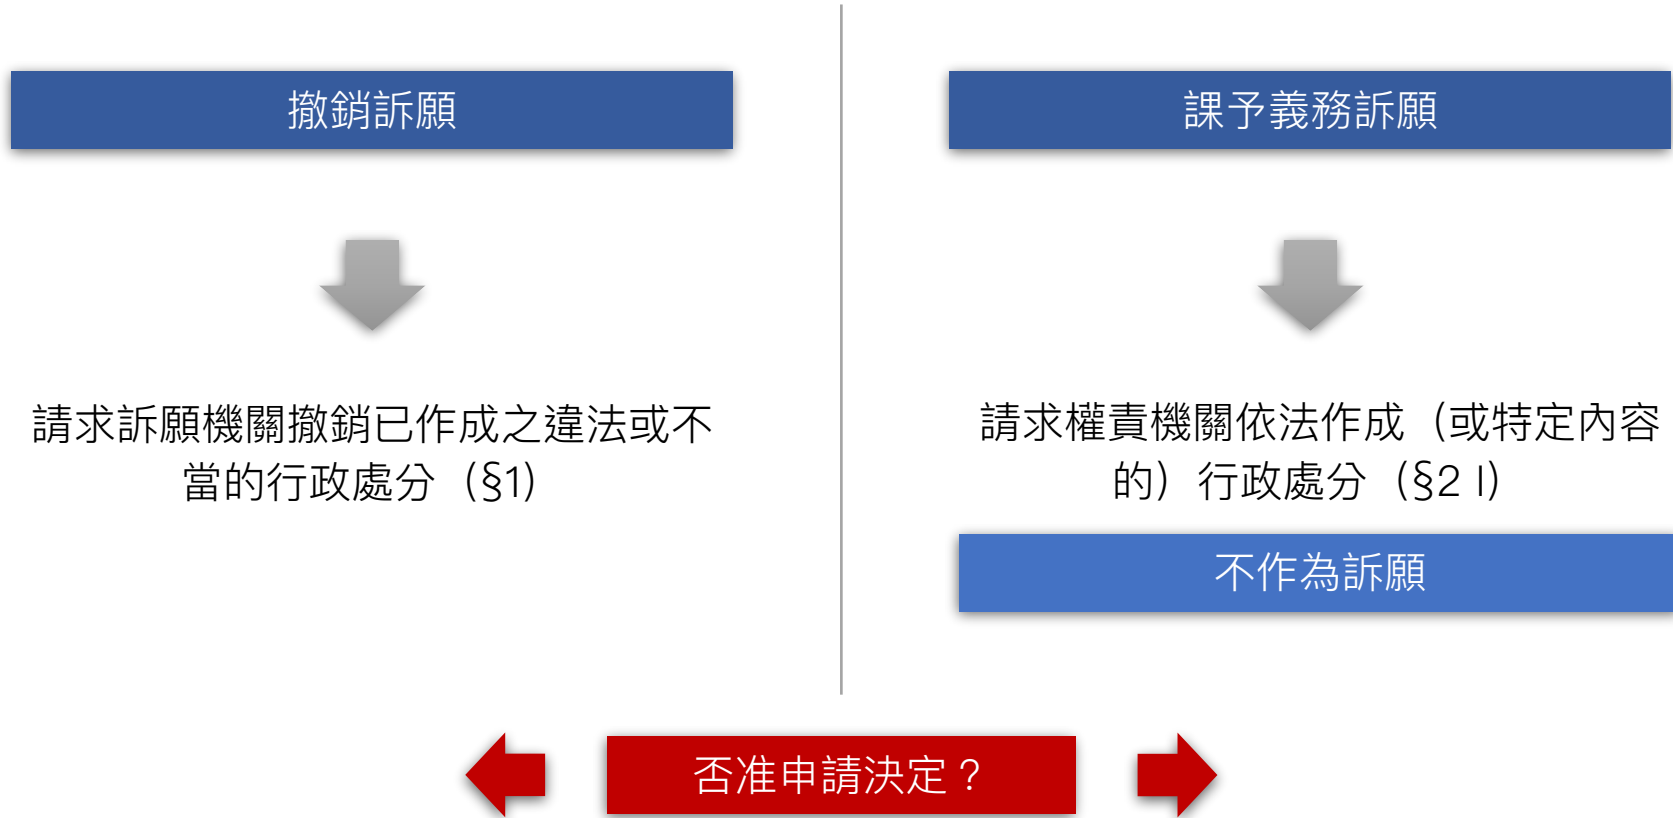 撤銷訴願
課予義務訴願
請求訴願機關撤銷已作成之違法或不
當的行政處分（§1）
請求權責機關依法作成（或特定內容
的）行政處分（§2 I）
不作為訴願
否准申請決定？